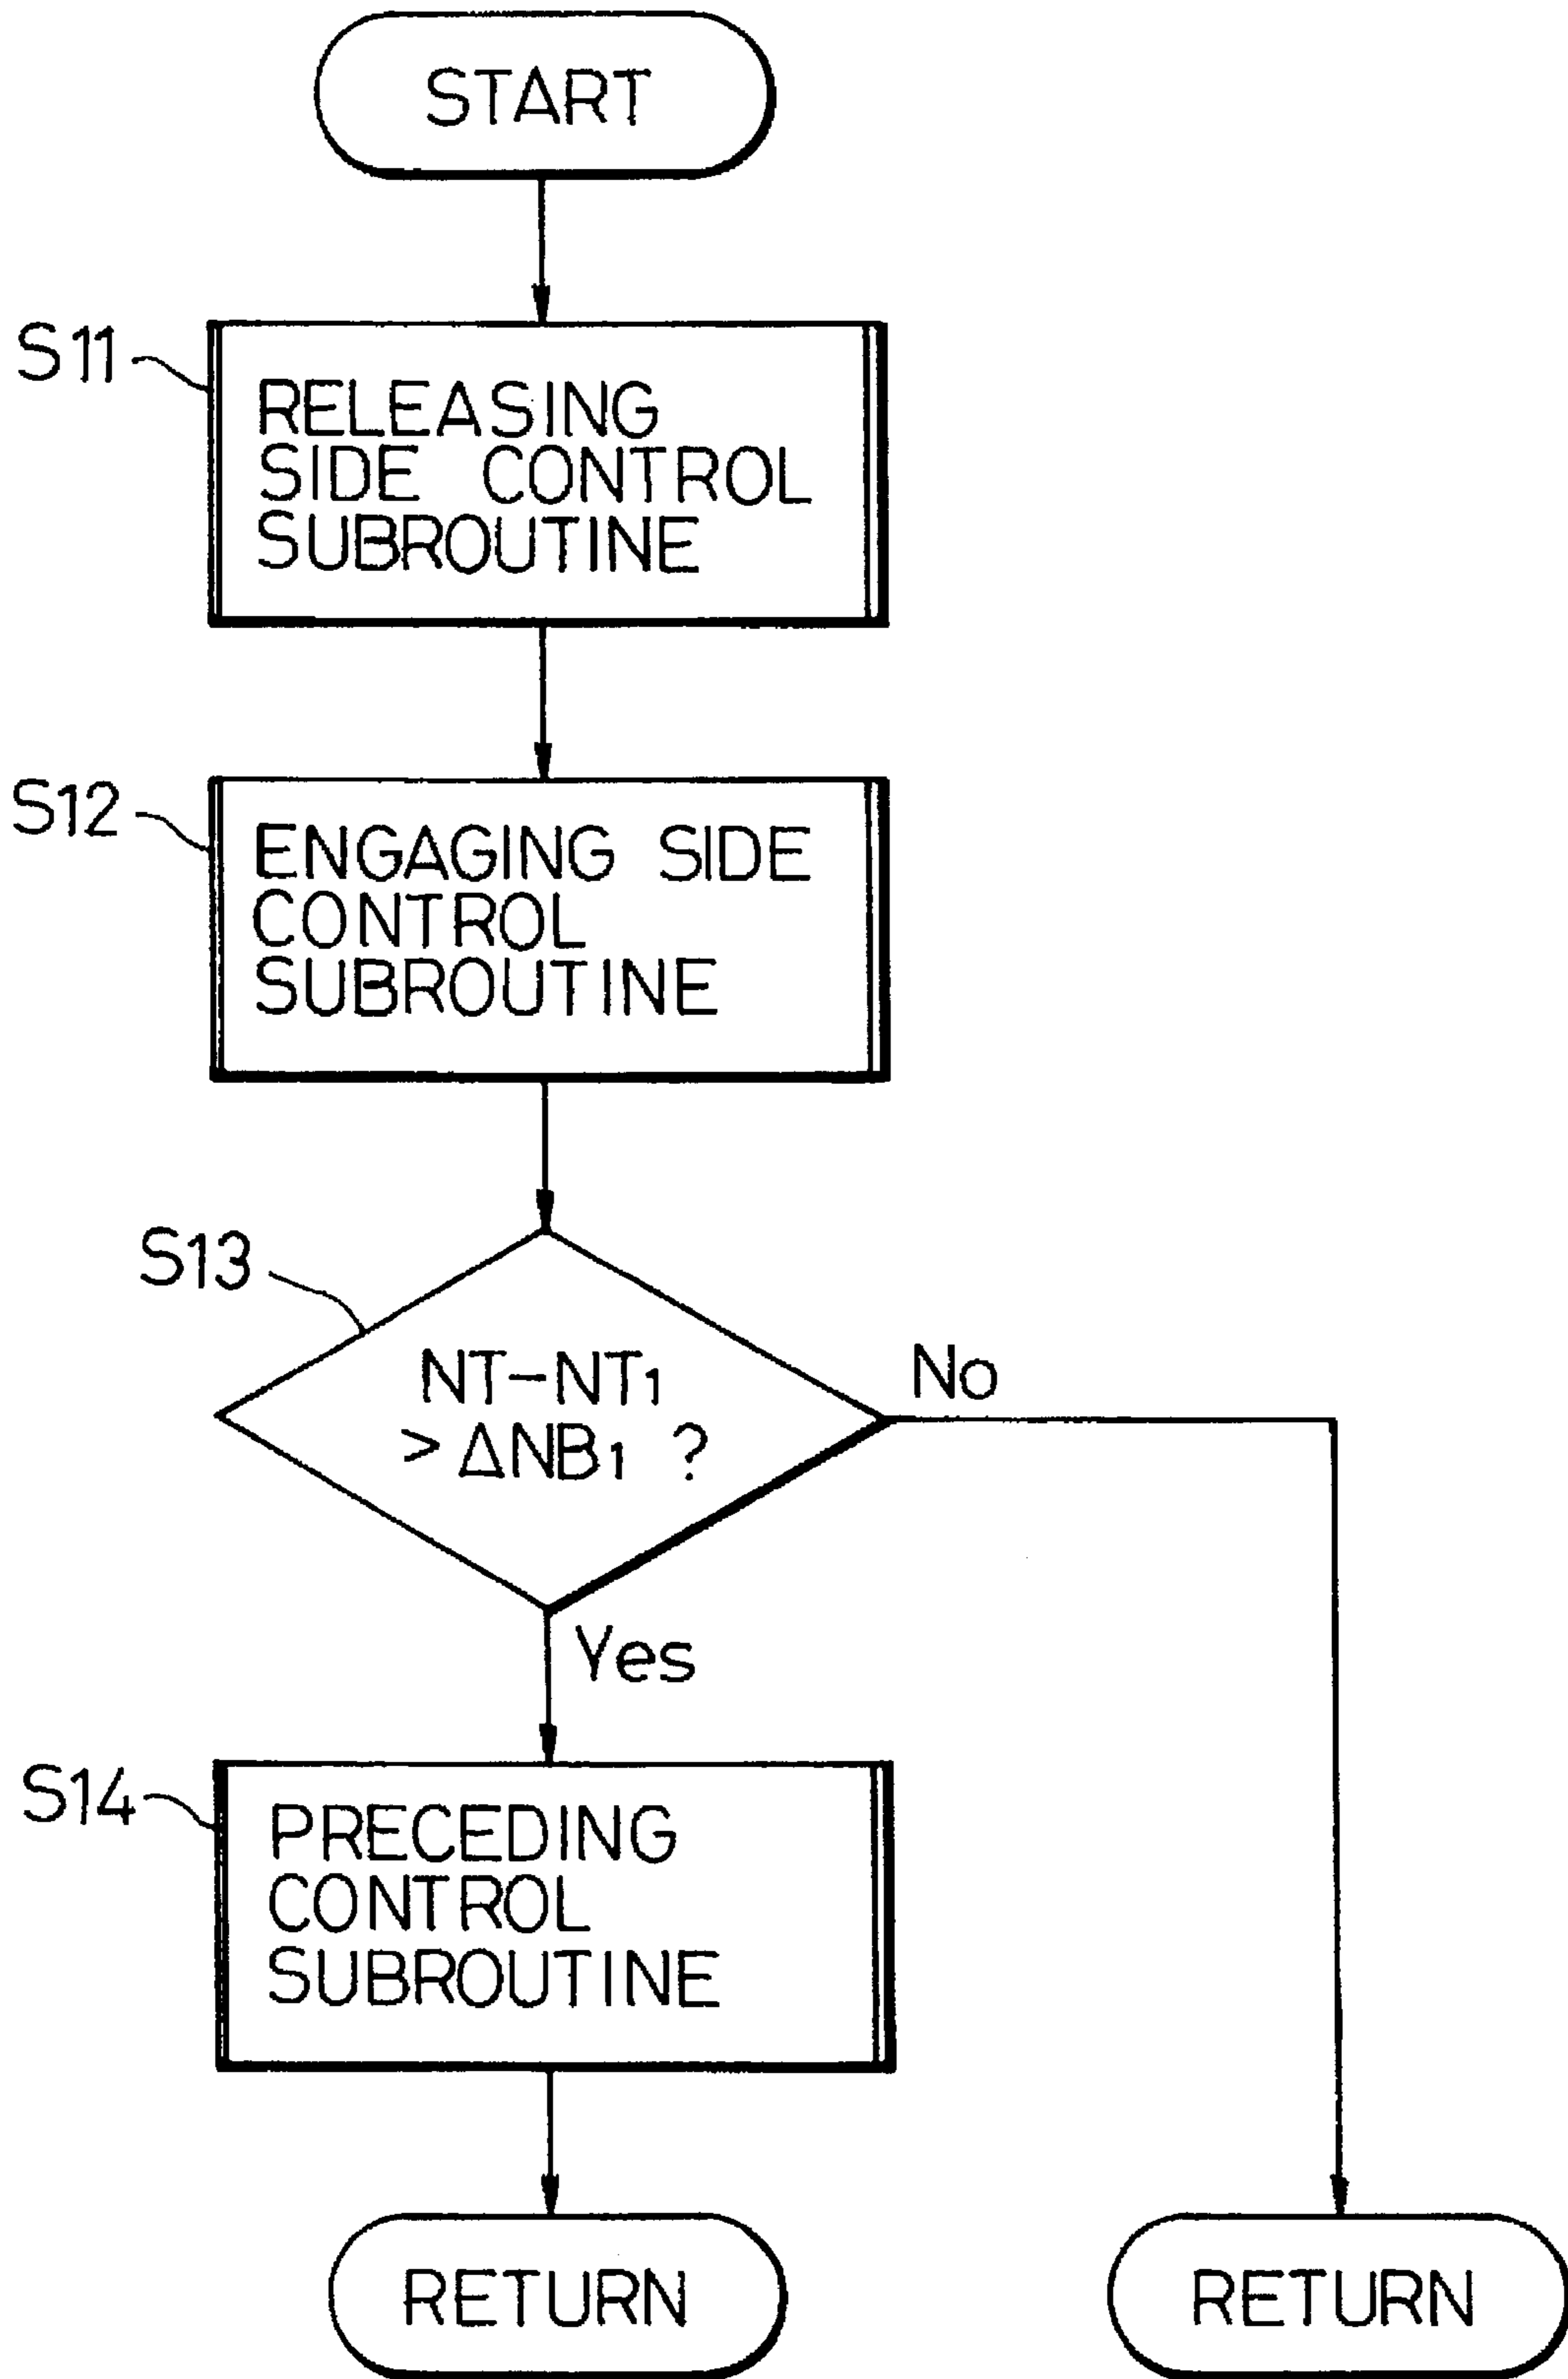 START
S11
RELEASING
SIDE CONTROL
SUBROUTINE
S12
ENGAGING SIDE
CONTROL
SUBROUTINE
S13
NT-NT1
> ΔNB1 ?
No
Yes
S14
PRECEDING
CONTROL
SUBROUTINE
RETURN
RETURN